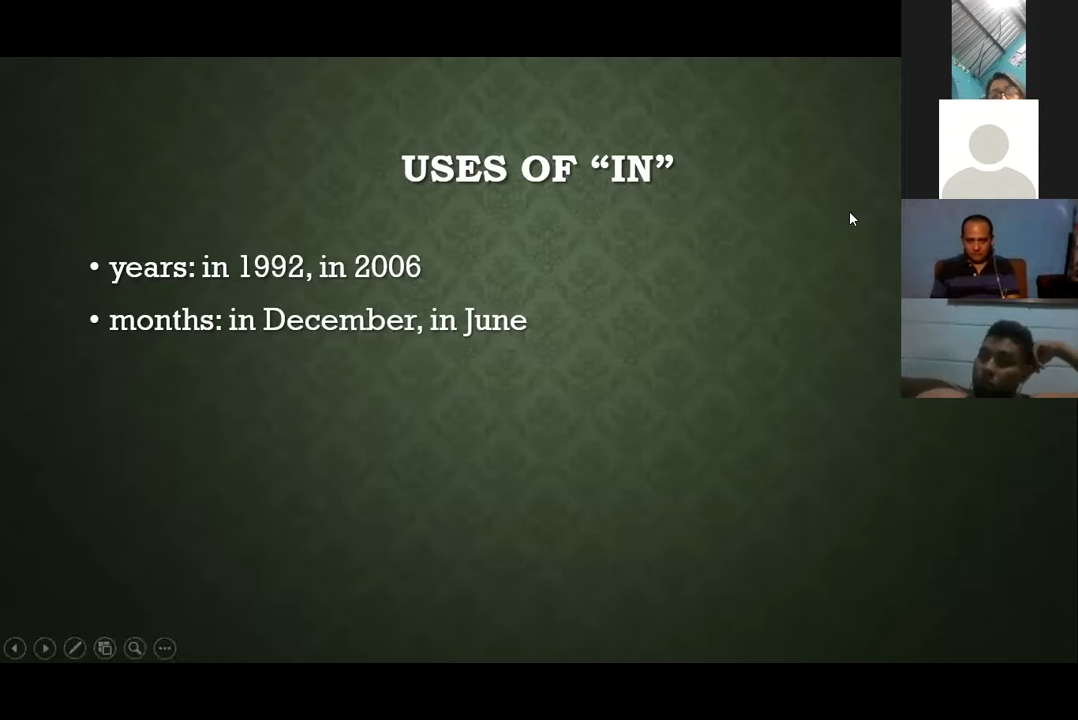 USES OF “IN”
• years: in 1992, in 2006
• months: in December, in June